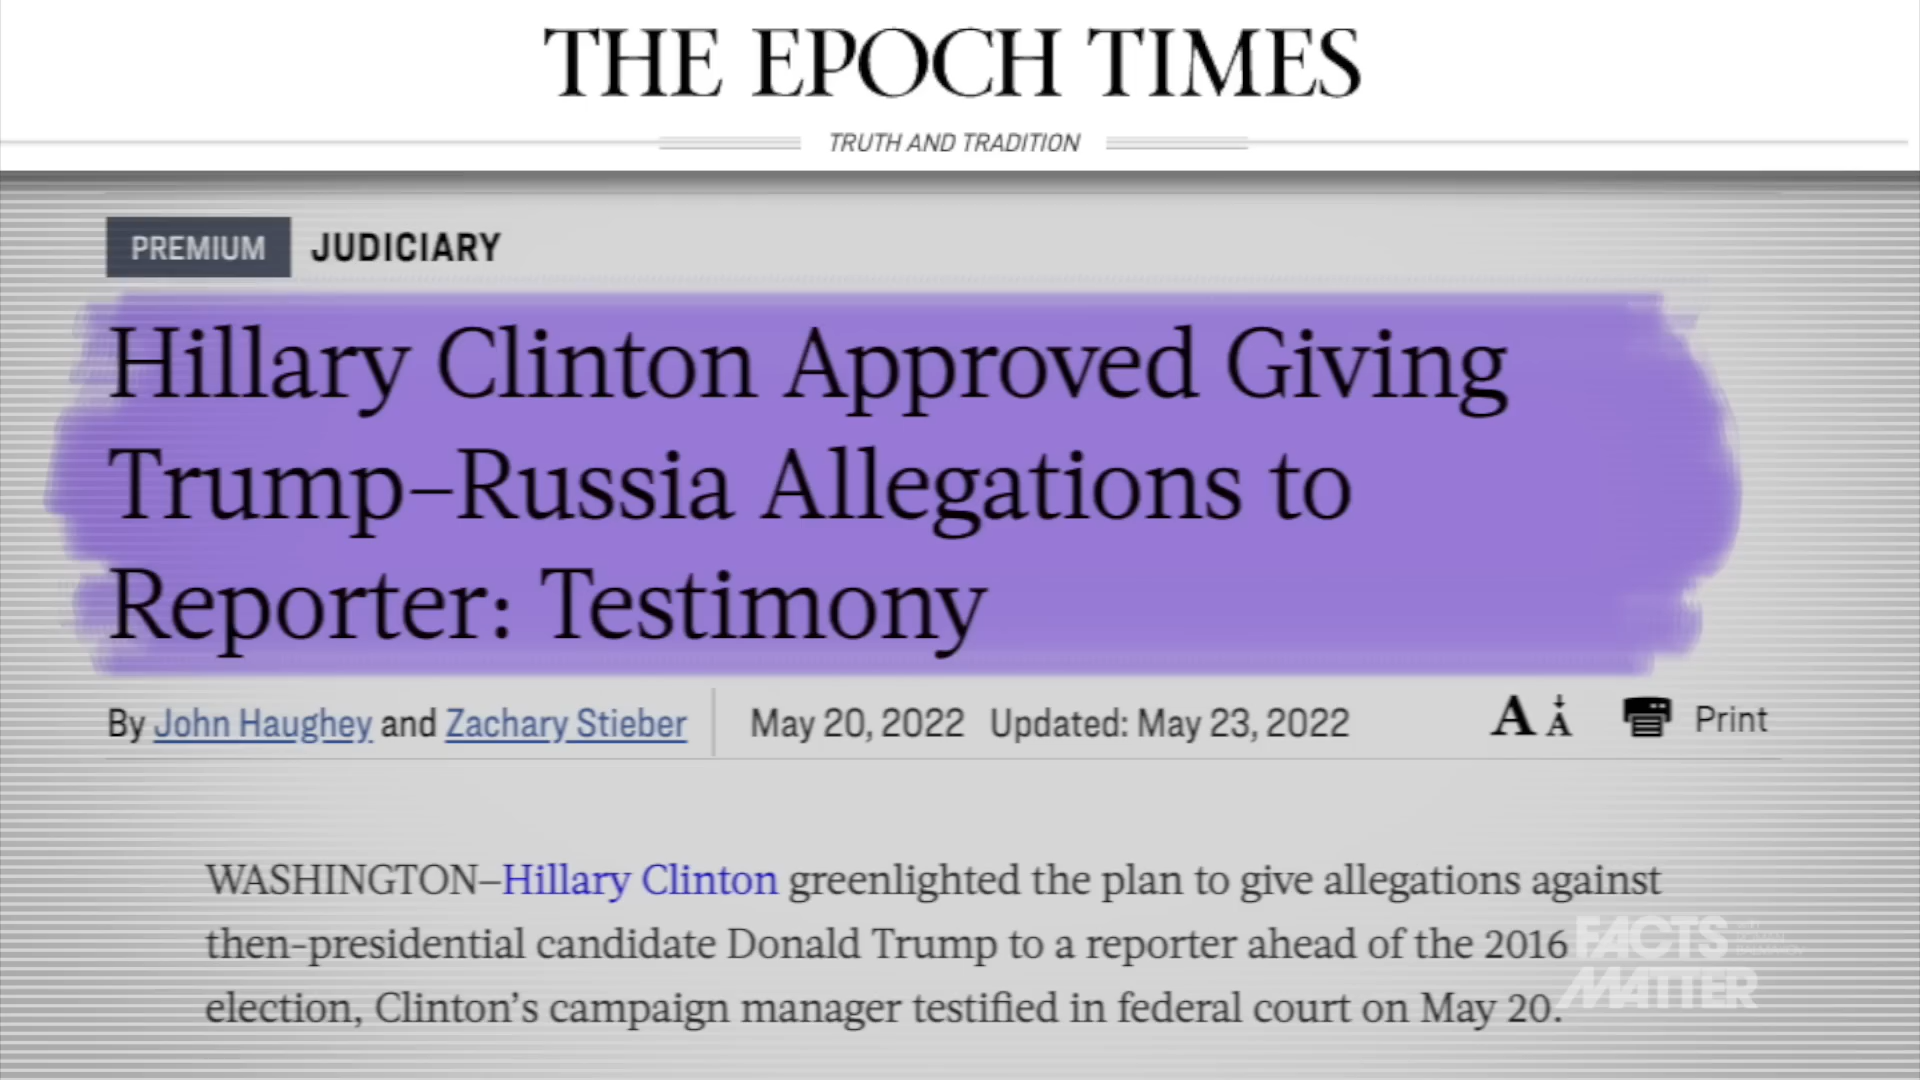 THE EPOCH TIMES
TRUTH AND TRADITION
PREMIUM JUDICIARY
Hillary Clinton Approved Giving
Trump–Russia Allegations to
Reporter: Testimony
By John Haughey and Zachary Stieber May 20, 2022 Updated: May 23, 2022 A A Print
WASHINGTON–Hillary Clinton greenlighted the plan to give allegations against
then-presidential candidate Donald Trump to a reporter ahead of the 2016
election, Clinton’s campaign manager testified in federal court on May 20.
FACTS
MATTER